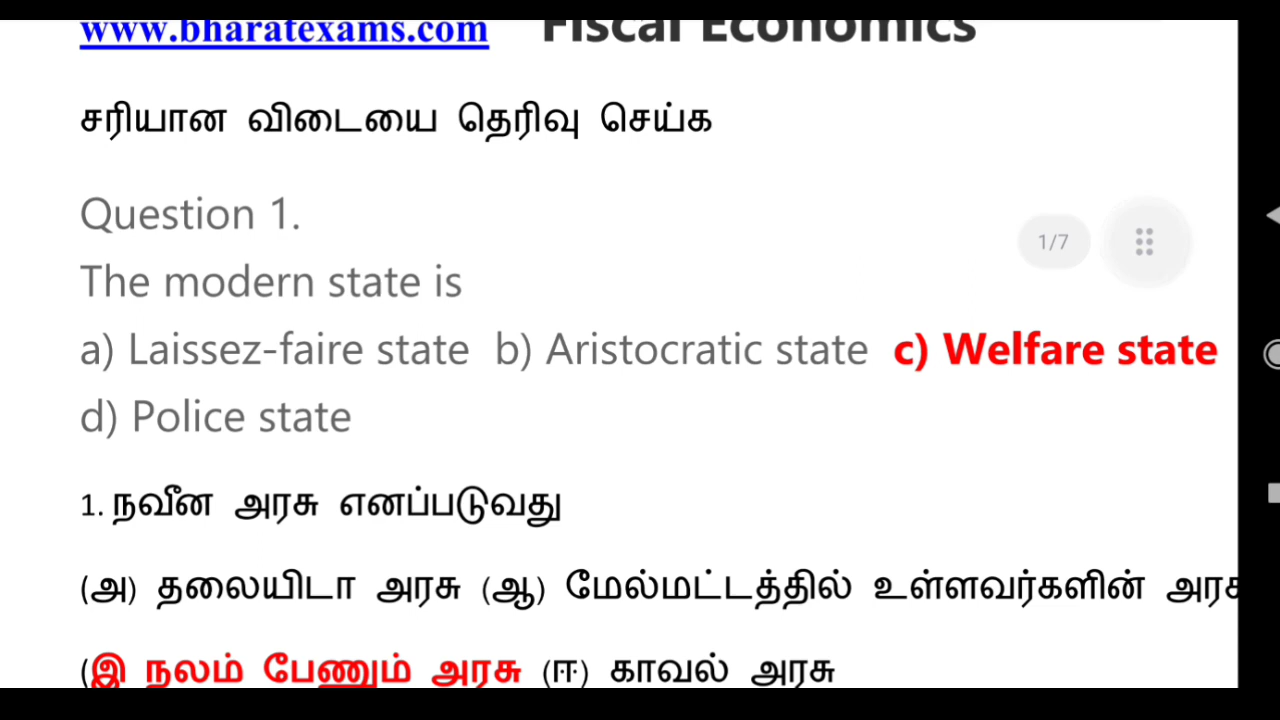 www.bharatexams.com Fiscal Economics
சரியான விடையை தெரிவு செய்க
Question 1.
1/7
The modern state is
a) Laissez-faire state b) Aristocratic state c) Welfare state
d) Police state
1. நவீன அரசு எனப்படுவது
(அ) தலையிடா அரசு (ஆ) மேல்மட்டத்தில் உள்ளவர்களின்
(இ நலம் பேணும் அரசு (ஈ) காவல் அரசு